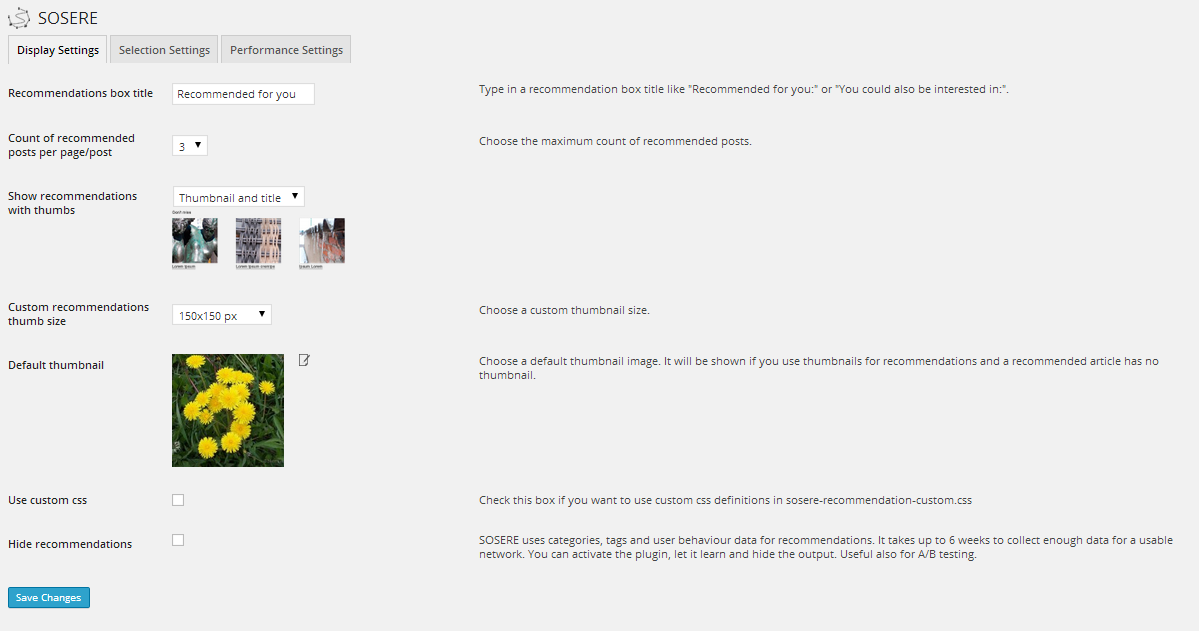 SOSERE
Display Settings
Selection Settings
Performance Settings
Recommendations box title
Recommended for you
Type in a recommendation box title like "Recommended for you:" or "You could also be interested in:".
Count of recommended
posts per page/post
3
Choose the maximum count of recommended posts.
Show recommendations
with thumbs
Thumbnail and title
Lorem ipsum
Lorem ipsum
Ipsum Lorem
Custom recommendations
thumb size
150x150 px
Choose a custom thumbnail size.
Default thumbnail
Choose a default thumbnail image. It will be shown if you use thumbnails for recommendations and a recommended article has no
thumbnail.
Use custom css
Check this box if you want to use custom css definitions in sosere-recommendation-custom.css
Hide recommendations
SOSERE uses categories, tags and user behaviour data for recommendations. It takes up to 6 weeks to collect enough data for a usable
network. You can activate the plugin, let it learn and hide the output. Useful also for A/B testing.
Save Changes